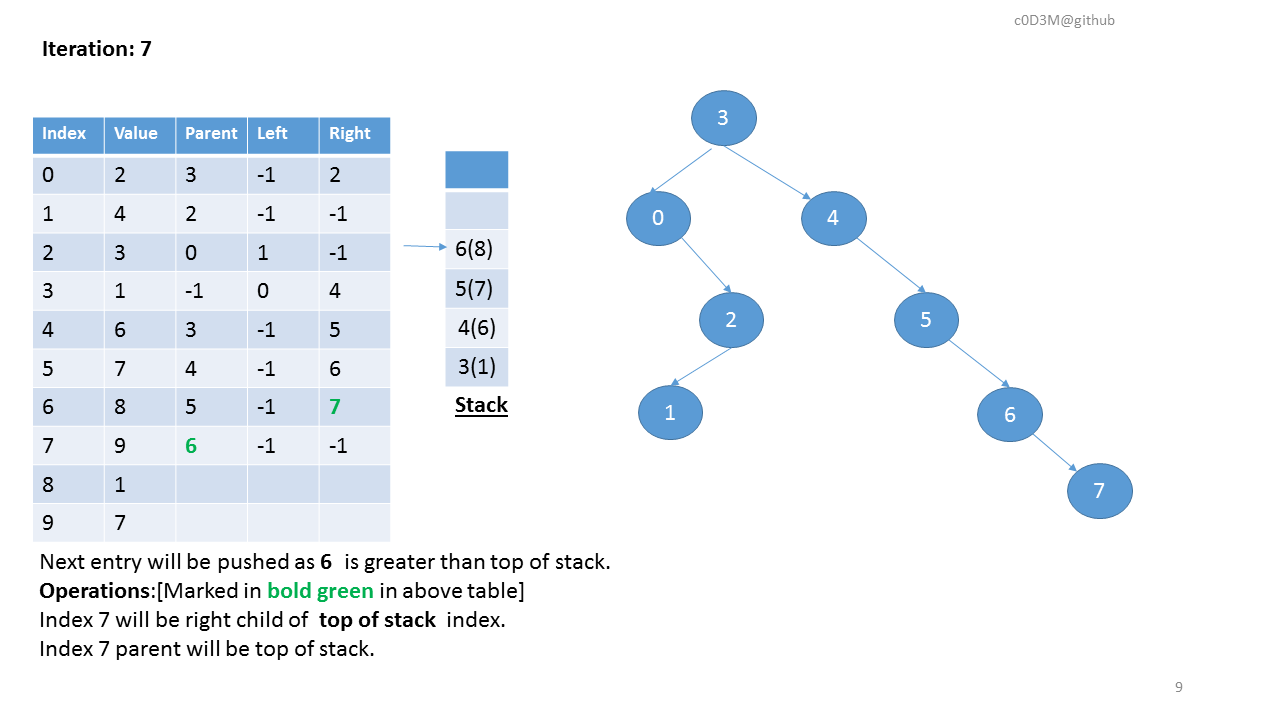 c0D3M@github
Iteration: 7
Index Value Parent Left Right
0 2 3 -1 2
1 4 2 -1 -1
2 3 0 1 -1
3 1 -1 0 4
4 6 3 -1 5
5 7 4 -1 6
6 8 5 -1 7
7 9 6 -1 -1
8 1
9 7
6(8)
5(7)
4(6)
3(1)
Stack
3
0 4
2 5
1 6
7
Next entry will be pushed as 6 is greater than top of stack.
Operations:[Marked in bold green in above table]
Index 7 will be right child of top of stack index.
Index 7 parent will be top of stack.
9